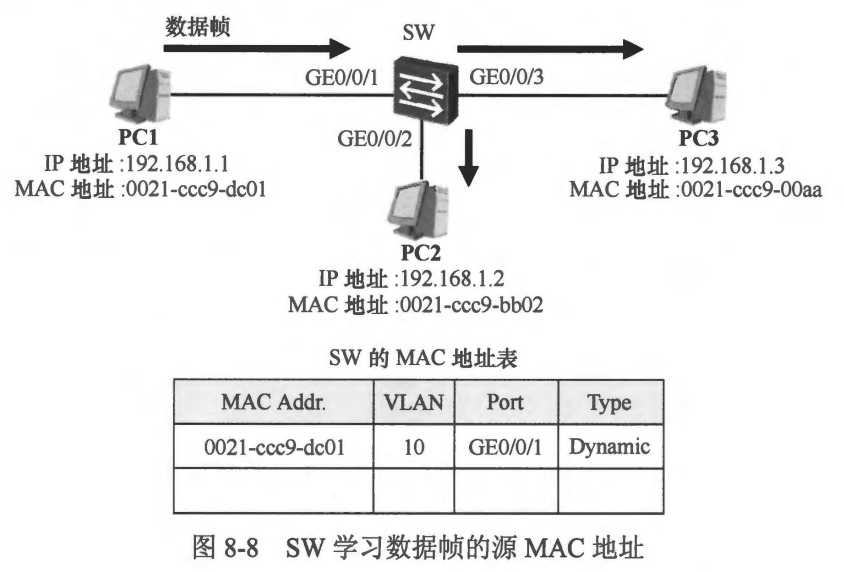 数据帧
SW
GE0/0/1
GE0/0/3
GE0/0/2
PC1
IP 地址 :192.168.1.1
MAC 地址 :0021-ccc9-dc01
PC3
IP 地址 :192.168.1.3
MAC 地址 :0021-ccc9-00aa
PC2
IP 地址 :192.168.1.2
MAC 地址 :0021-ccc9-bb02
SW 的 MAC 地址表
MAC Addr. VLAN Port Type
0021-ccc9-dc01 10 GE0/0/1 Dynamic
图 8-8 SW 学习数据帧的源 MAC 地址